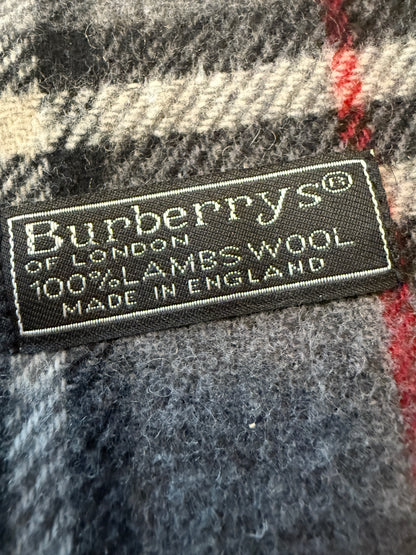 Burberrys®
OF LONDON
100% LAMBS WOOL
MADE IN ENGLAND